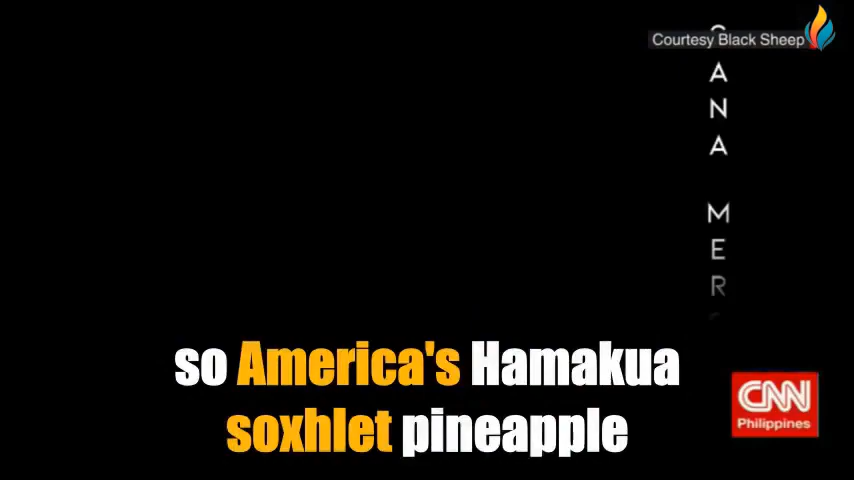 Courtesy Black Sheep
A
N
A
M
E
R
so America's Hamakua
soxhlet pineapple
CNN
Philippines